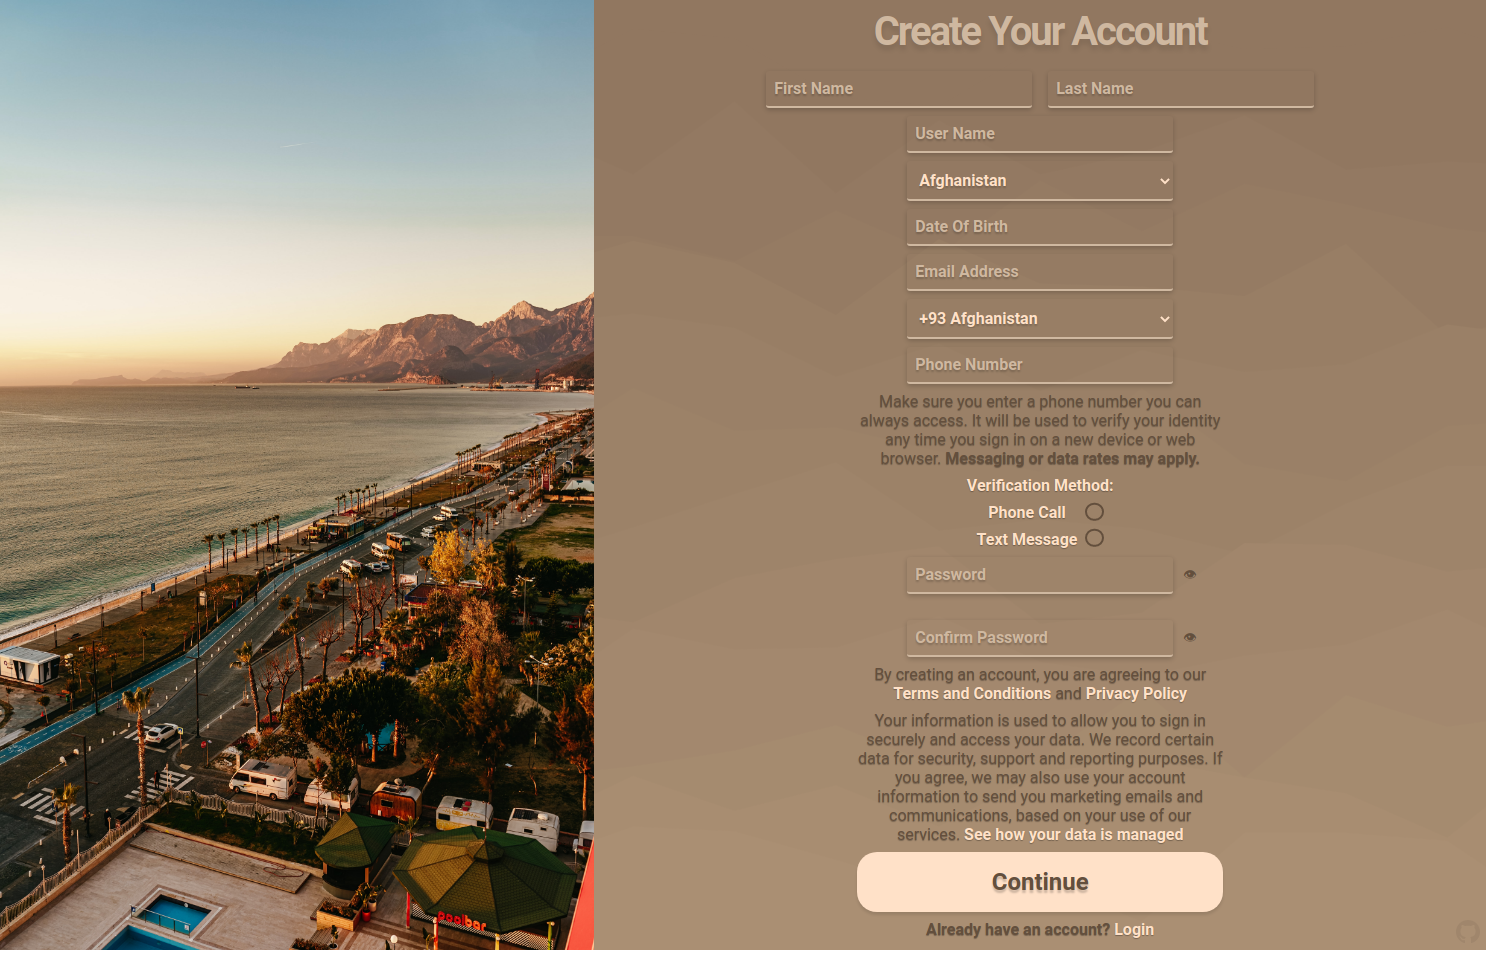 Create Your Account
First Name
Last Name
User Name
Afghanistan
Date Of Birth
Email Address
+93 Afghanistan
Phone Number
Make sure you enter a phone number you can
always access. It will be used to verify your identity
any time you sign in on a new device or web
browser. Messaging or data rates may apply.
Verification Method:
Phone Call
Text Message
Password
Confirm Password
By creating an account, you are agreeing to our
Terms and Conditions and Privacy Policy
Your information is used to allow you to sign in
securely and access your data. We record certain
data for security, support and reporting purposes. If
you agree, we may also use your account
information to send you marketing emails and
communications, based on your use of our
services. See how your data is managed
poolbar
Continue
Already have an account? Login